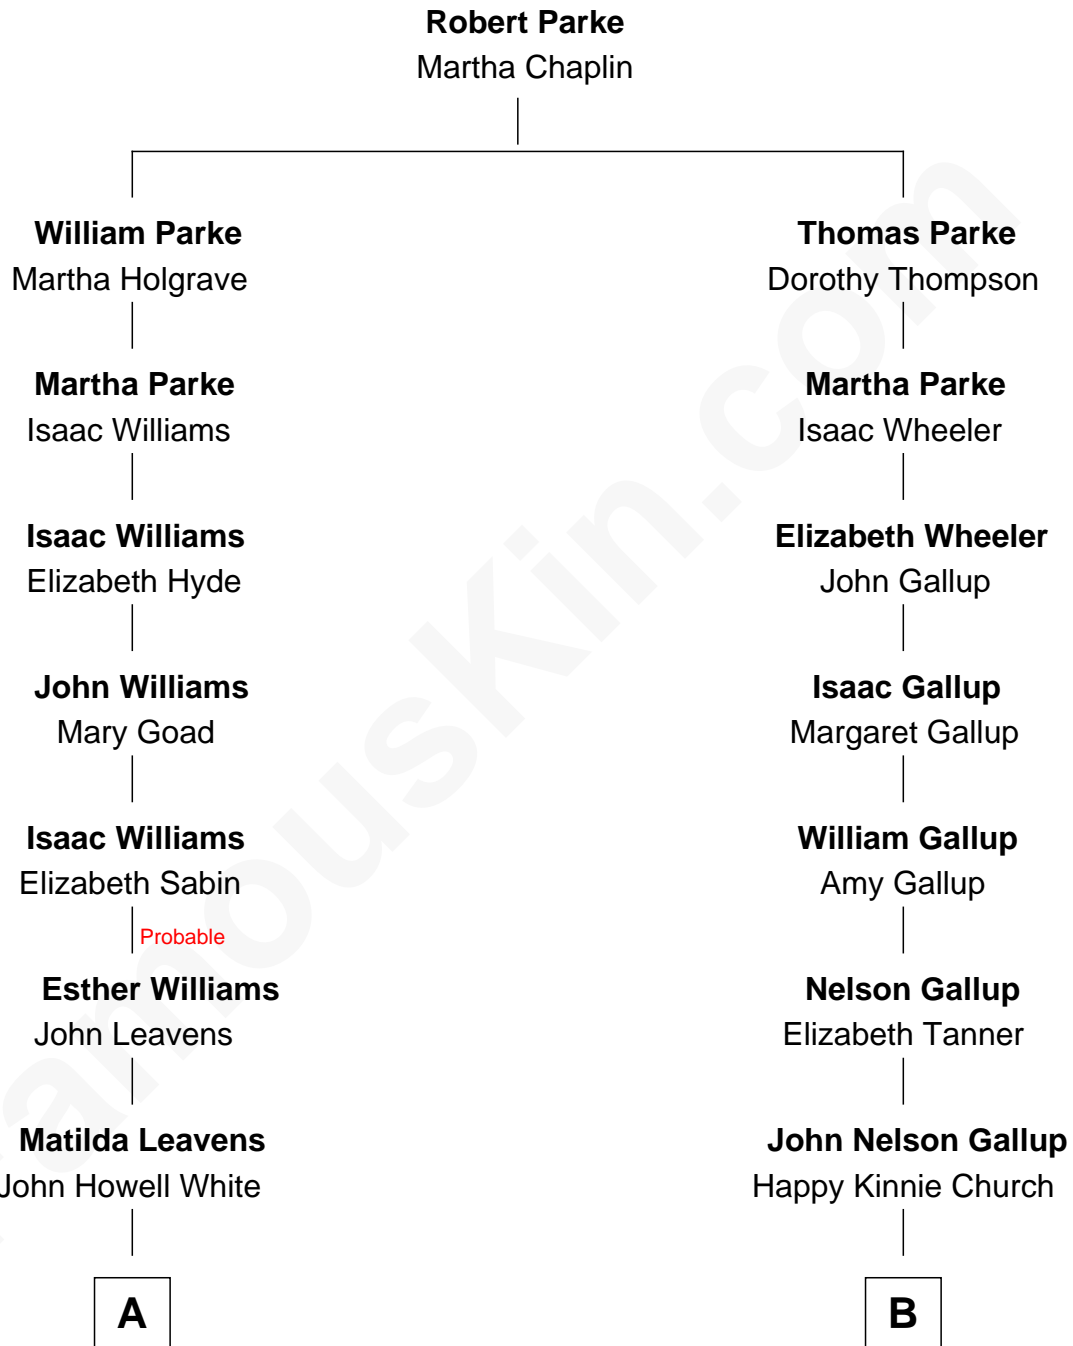 Robert Parke
Martha Chaplin
William Parke
Martha Holgrave
Thomas Parke
Dorothy Thompson
Martha Parke
Isaac Williams
Martha Parke
Isaac Wheeler
Isaac Williams
Elizabeth Hyde
Elizabeth Wheeler
John Gallup
John Williams
Mary Goad
Isaac Gallup
Margaret Gallup
Isaac Williams
Elizabeth Sabin
William Gallup
Amy Gallup
Probable
Esther Williams
John Leavens
Nelson Gallup
Elizabeth Tanner
Matilda Leavens
John Howell White
John Nelson Gallup
Happy Kinnie Church
A
B
FamousKin.com